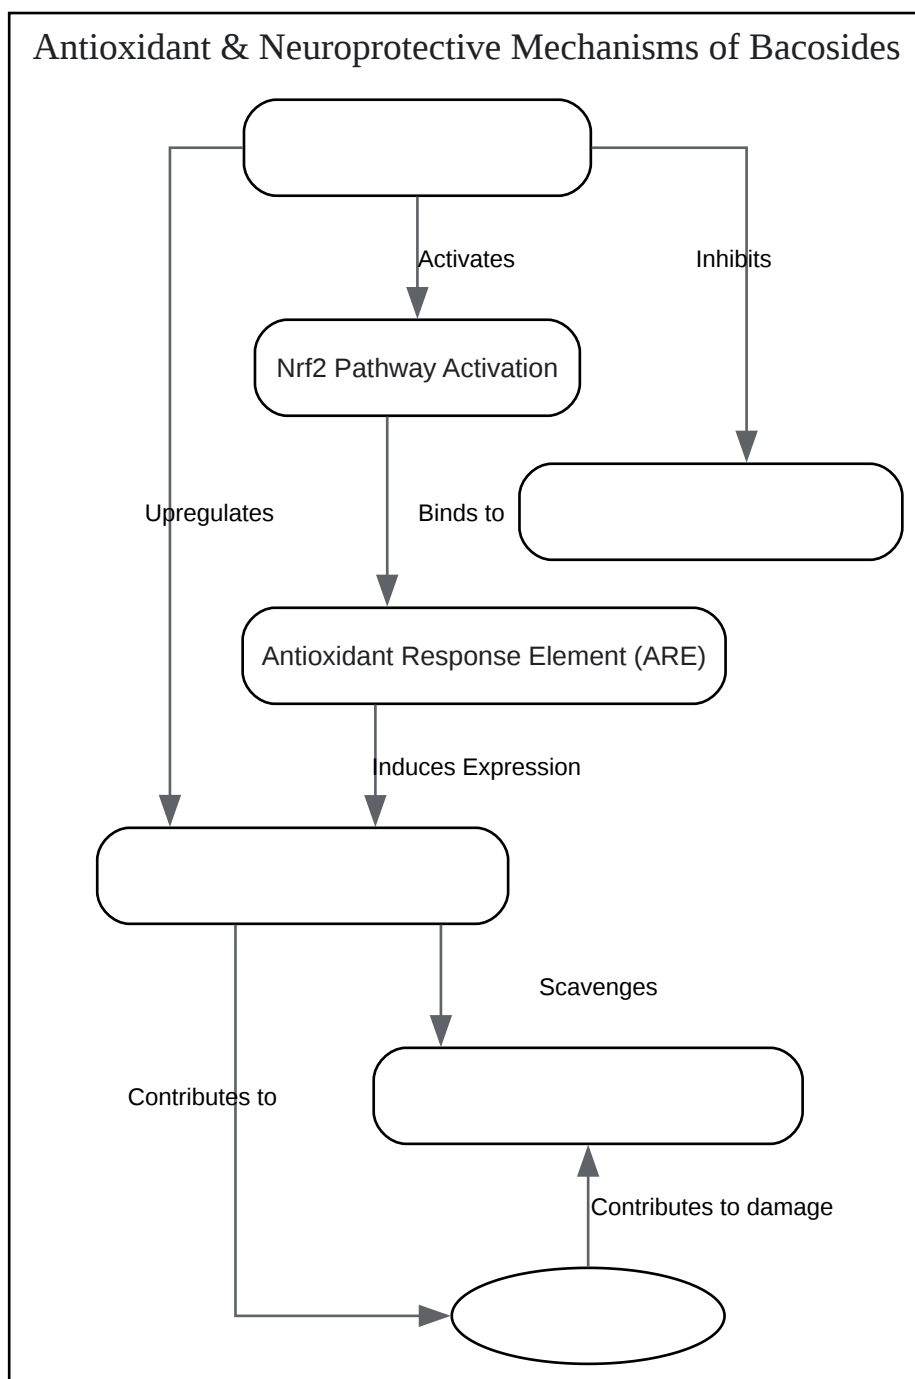 Antioxidant & Neuroprotective Mechanisms of Bacosides
Activates
Inhibits
Nrf2 Pathway Activation
Upregulates
Binds to
Antioxidant Response Element (ARE)
Induces Expression
Scavenges
Contributes to
Contributes to damage